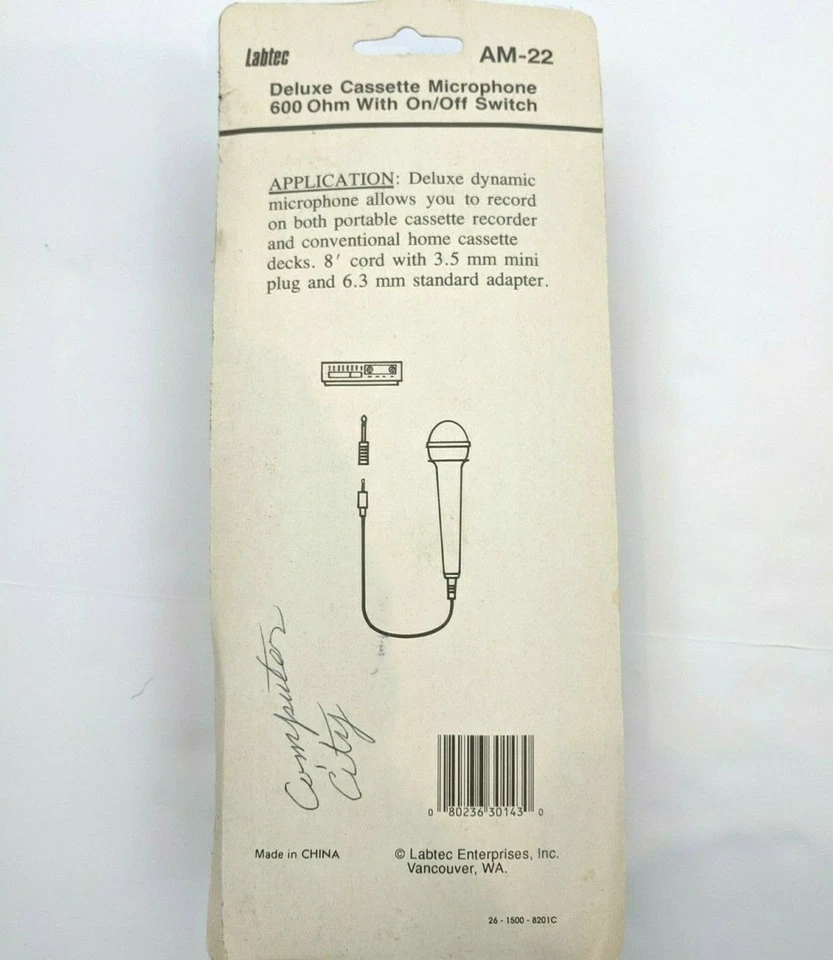 Labtec
AM-22
Deluxe Cassette Microphone
600 Ohm With On/Off Switch
APPLICATION: Deluxe dynamic
microphone allows you to record
on both portable cassette recorder
and conventional home cassette
decks. 8' cord with 3.5 mm mini
plug and 6.3 mm standard adapter.
Computer
City
0 80236 30143 0
Made in CHINA
© Labtec Enterprises, Inc.
Vancouver, WA.
26 - 1500 - 8201C